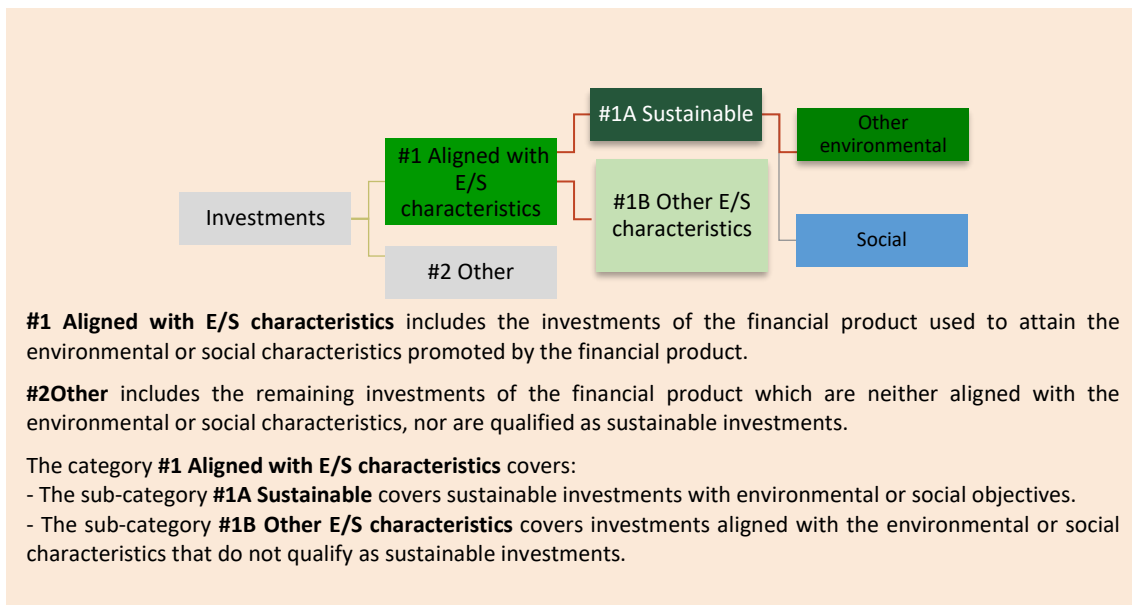 #1A Sustainable
Other
environmental
#1 Aligned with
E/S
characteristics
#1B Other E/S
characteristics
Investments
Social
#2 Other
#1 Aligned with E/S characteristics includes the investments of the financial product used to attain the
environmental or social characteristics promoted by the financial product.
#2Other includes the remaining investments of the financial product which are neither aligned with the
environmental or social characteristics, nor are qualified as sustainable investments.
The category #1 Aligned with E/S characteristics covers:
- The sub-category #1A Sustainable covers sustainable investments with environmental or social objectives.
- The sub-category #1B Other E/S characteristics covers investments aligned with the environmental or social
characteristics that do not qualify as sustainable investments.